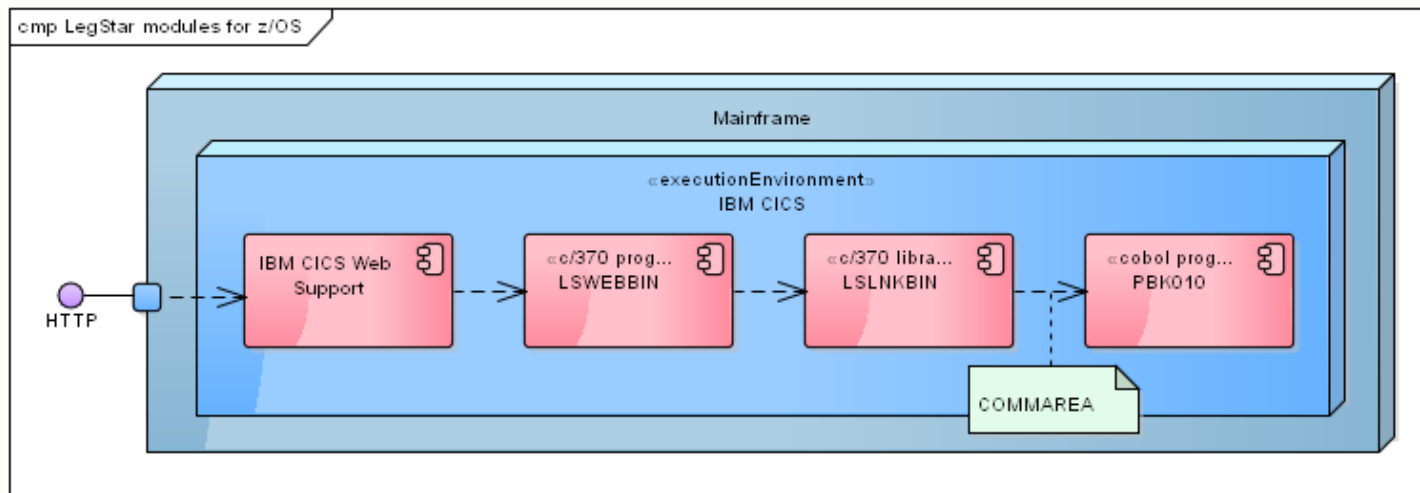 cmp LegStar modules for z/OS
Mainframe
«executionEnvironment»
IBM CICS
IBM CICS Web
Support
«c/370 prog...
LSWEBBIN
«c/370 libra...
LSLNKBIN
«cobol prog...
PBK010
HTTP
COMMAREA